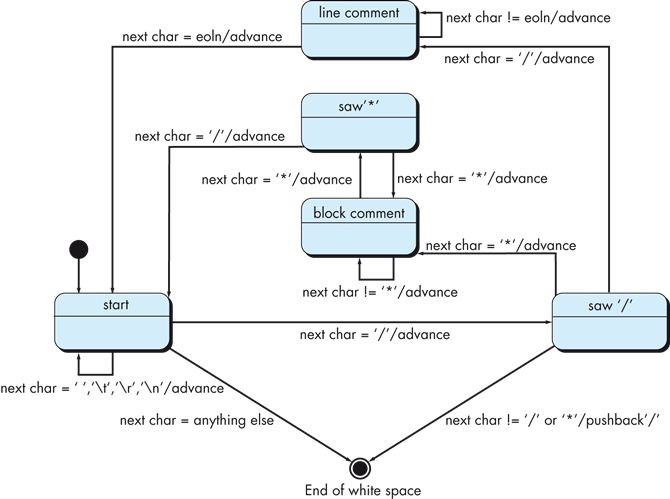 line comment
next char != eoln/advance
next char = eoln/advance
next char = ‘/’/advance
saw‘*’
next char = ‘/’/advance
next char = ‘*’/advance
next char = ‘*’/advance
block comment
next char = ‘*’/advance
next char != ‘*’/advance
start
saw ‘/’
next char = ‘/’/advance
next char = ‘ ’,‘\t’,‘\r’,‘\n’/advance
next char = anything else
next char != ‘/’ or ‘*’/pushback‘/’
End of white space